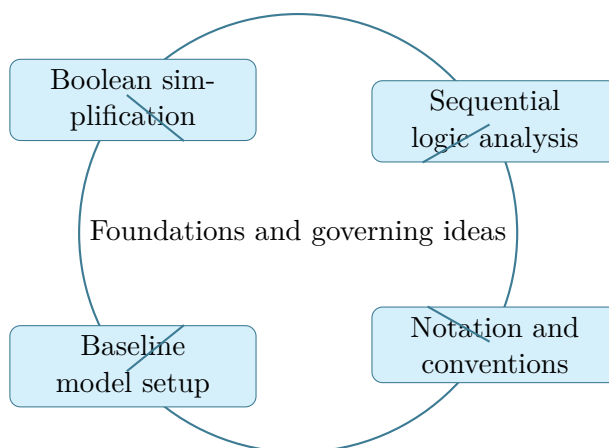 Boolean sim-
plification
Sequential
logic analysis
Foundations and governing ideas
Baseline
model setup
Notation and
conventions